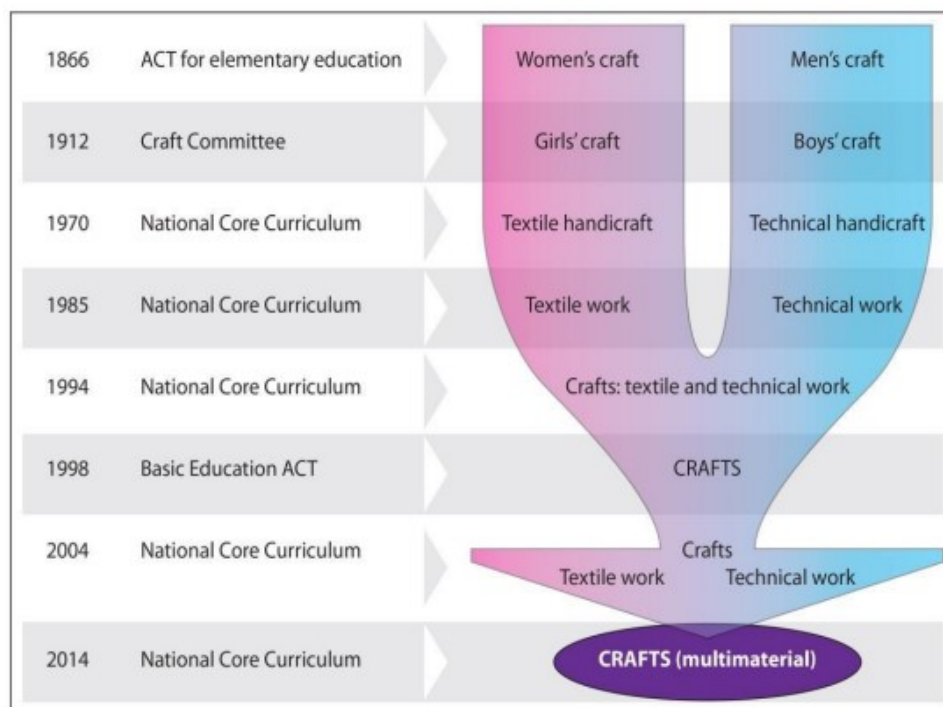 1866 ACT for elementary education Women's craft Men's craft
1912 Craft Committee Girls' craft Boys' craft
1970 National Core Curriculum Textile handicraft Technical handicraft
1985 National Core Curriculum Textile work Technical work
1994 National Core Curriculum Crafts: textile and technical work
1998 Basic Education ACT CRAFTS
2004 National Core Curriculum Crafts
Textile work Technical work
2014 National Core Curriculum CRAFTS (multimaterial)